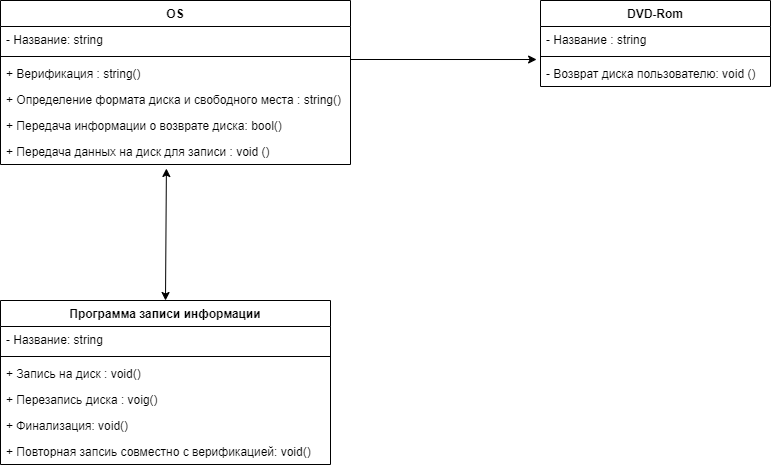 OS
- Название: string
+ Верификация : string()
+ Определение формата диска и свободного места : string()
+ Передача информации о возврате диска: bool()
+ Передача данных на диск для записи : void ()
DVD-Rom
- Название : string
- Возврат диска пользователю: void ()
Программа записи информации
- Название: string
+ Запись на диск : void()
+ Перезапись диска : voig()
+ Финализация: void()
+ Повторная запсиь совместно с верификацией: void()